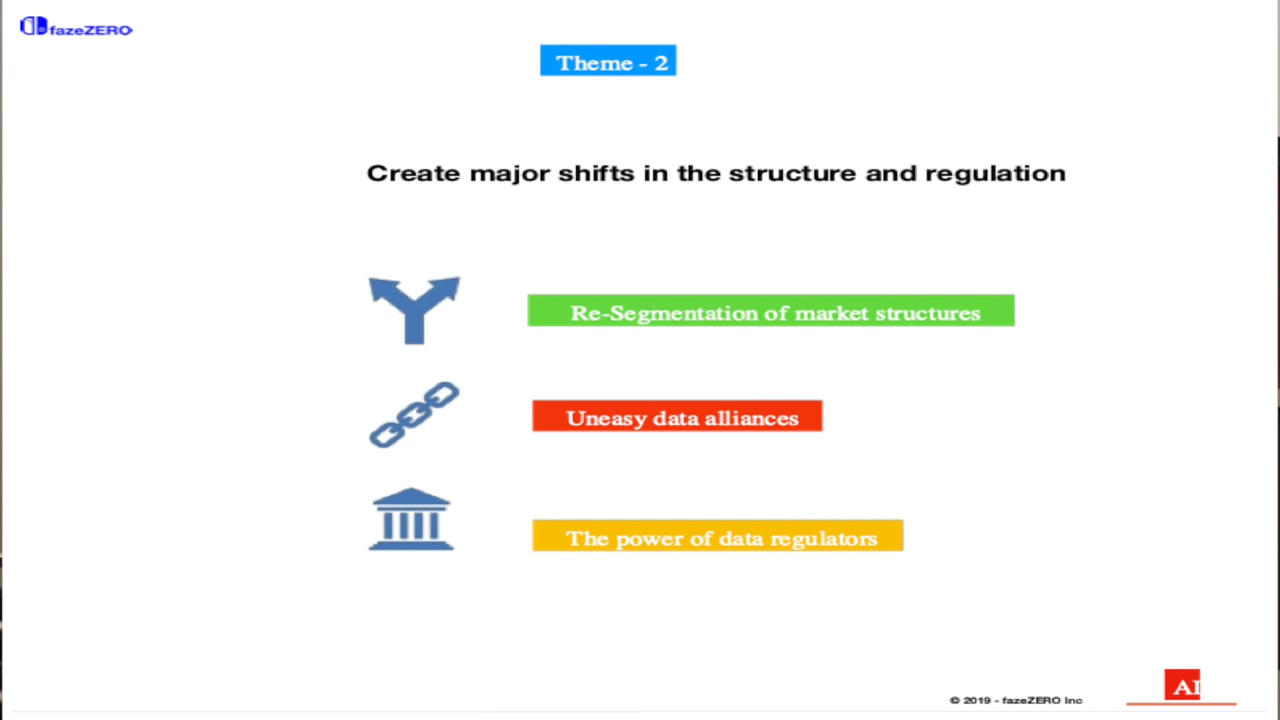 fazeZERO
Theme - 2
Create major shifts in the structure and regulation
Re-Segmentation of market structures
Uneasy data alliances
The power of data regulators
© 2019 - fazeZERO Inc
AI